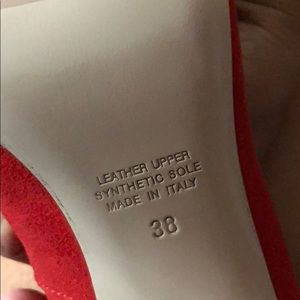 LEATHER UPPER
SYNTHETIC SOLE
MADE IN ITALY
38